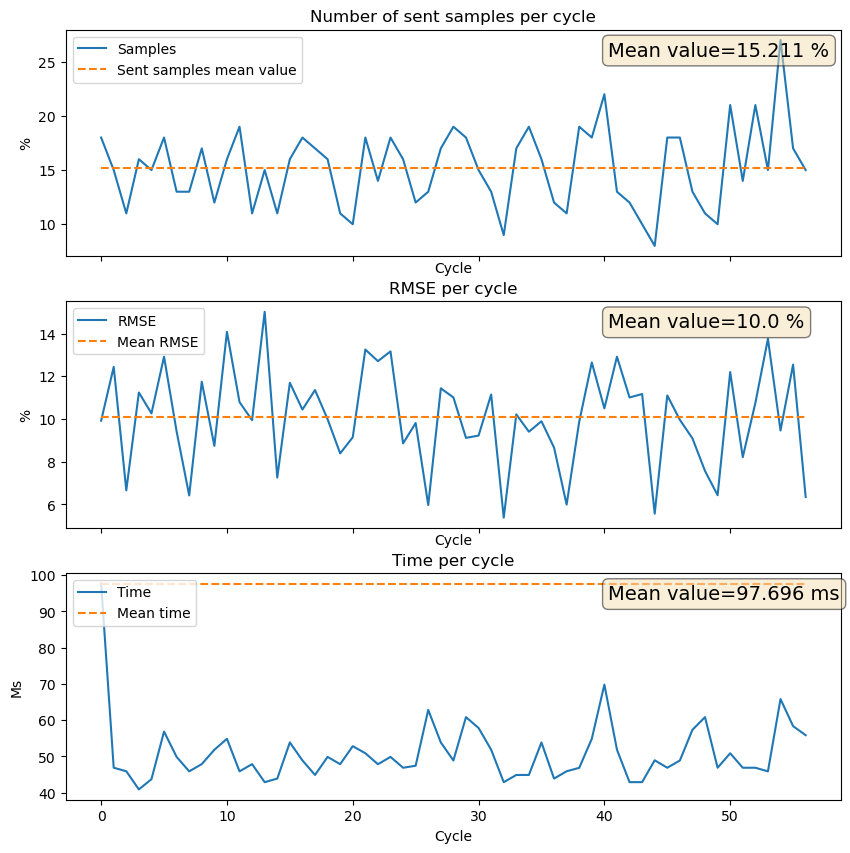 Number of sent samples per cycle
Samples
Sent samples mean value
Mean value=15.211 %
%
25
20
15
10
Cycle
RMSE per cycle
RMSE
Mean RMSE
Mean value=10.0 %
%
14
12
10
8
6
Cycle
Time per cycle
Time
Mean time
Mean value=97.696 ms
Ms
100
90
80
70
60
50
40
0 10 20 30 40 50
Cycle